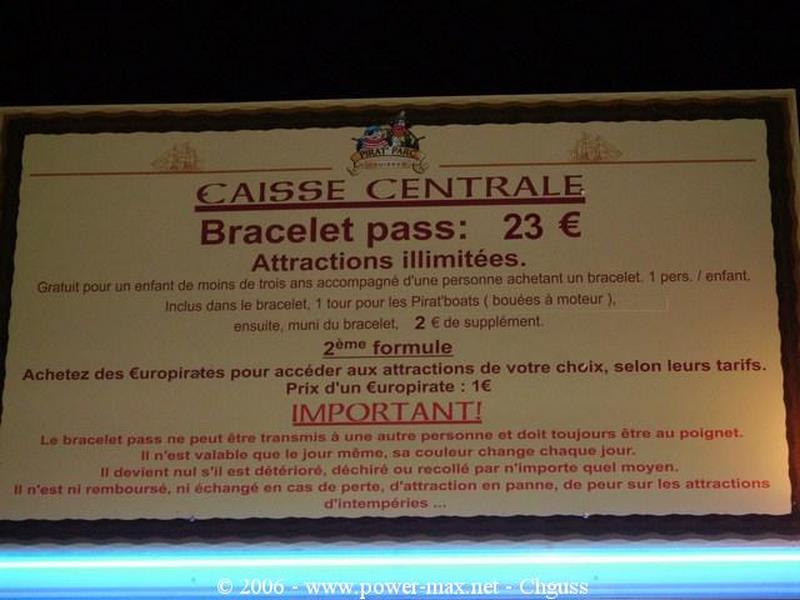 PIRAT' PARC
CAISSE CENTRALE
Bracelet pass: 23 €
Attractions illimitées.
Gratuit pour un enfant de moins de trois ans accompagné d'une personne achetant un bracelet. 1 pers. / enfant.
Inclus dans le bracelet, 1 tour pour les Pirat'boats ( bouées à moteur ),
ensuite, muni du bracelet, 2 € de supplément.
2ème formule
Achetez des €uropirates pour accéder aux attractions de votre choix, selon leurs tarifs.
Prix d'un €uropirate : 1€
IMPORTANT!
Le bracelet pass ne peut être transmis à une autre personne et doit toujours être au poignet.
Il n'est valable que le jour même, sa couleur change chaque jour.
Il devient nul s'il est détérioré, déchiré ou recollé par n'importe quel moyen.
Il n'est ni remboursé, ni échangé en cas de perte, d'attraction en panne, de peur sur les attractions
d'intempéries ...
© 2006 - www.power-max.net - Chguss